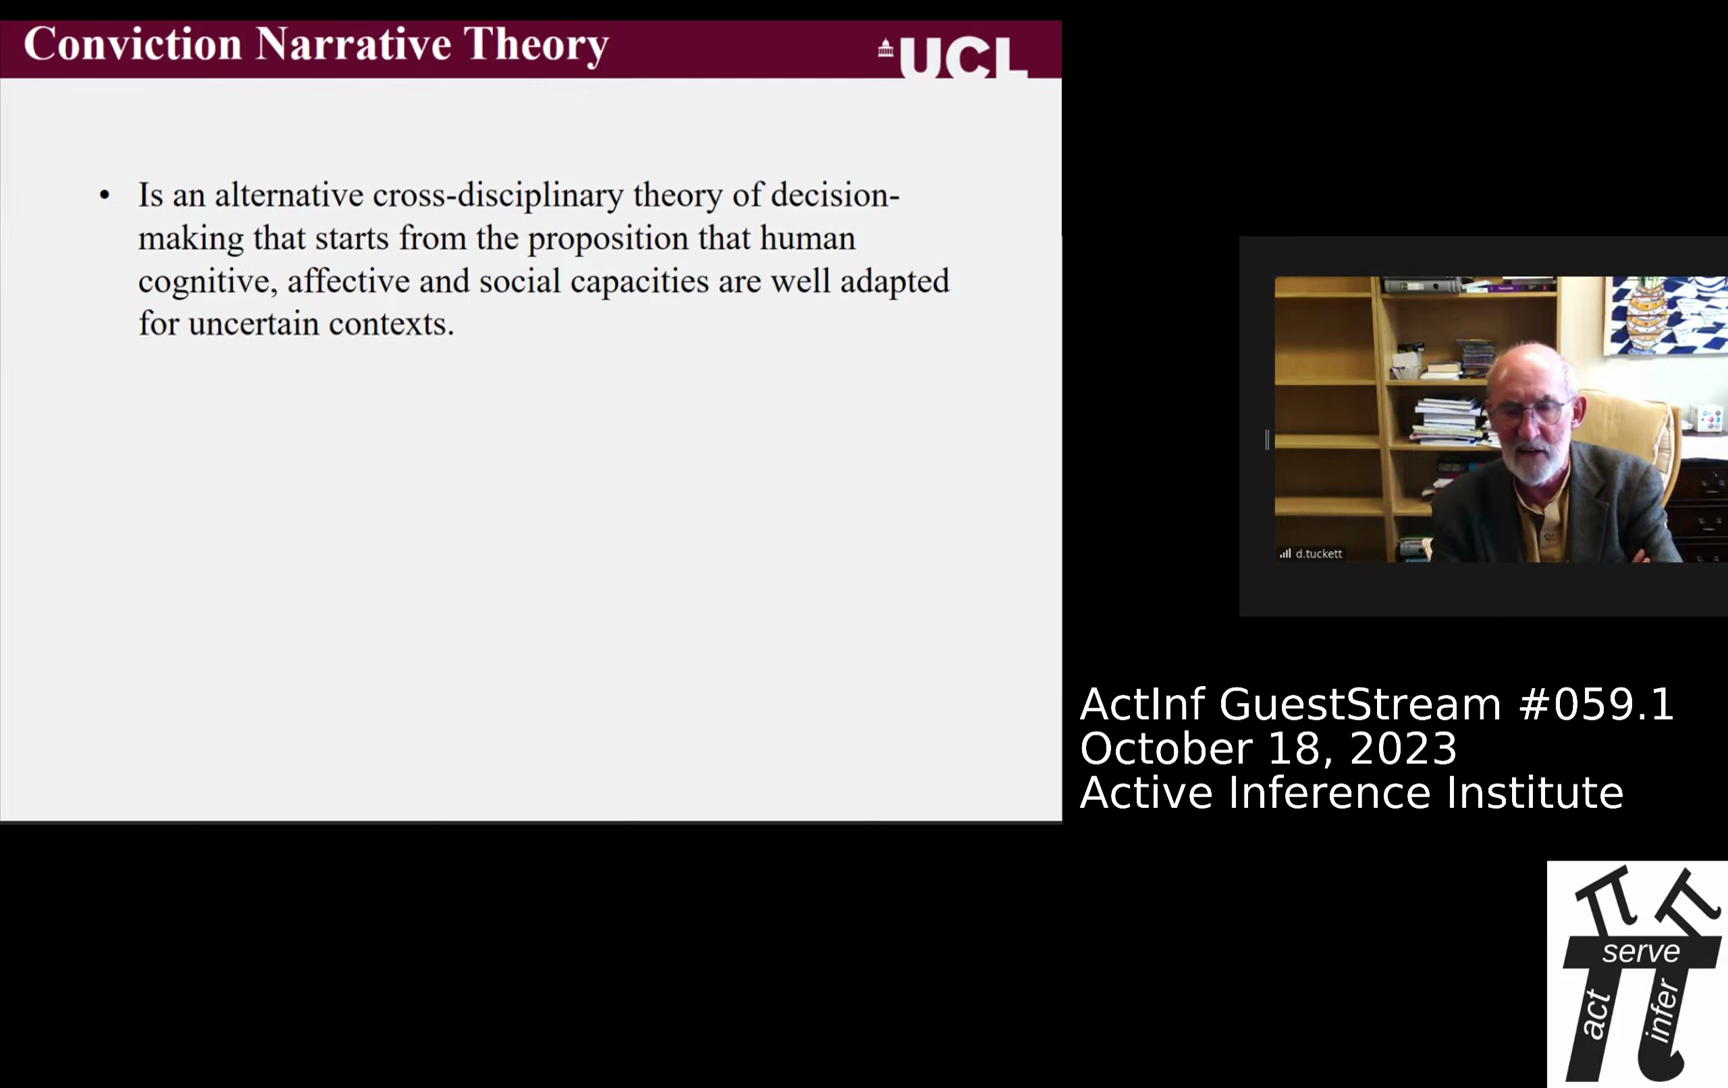 Conviction Narrative Theory
UCL
• Is an alternative cross-disciplinary theory of decision-
making that starts from the proposition that human
cognitive, affective and social capacities are well adapted
for uncertain contexts.
d.tuckett
ActInf GuestStream #059.1
October 18, 2023
Active Inference Institute
serve
act
infer